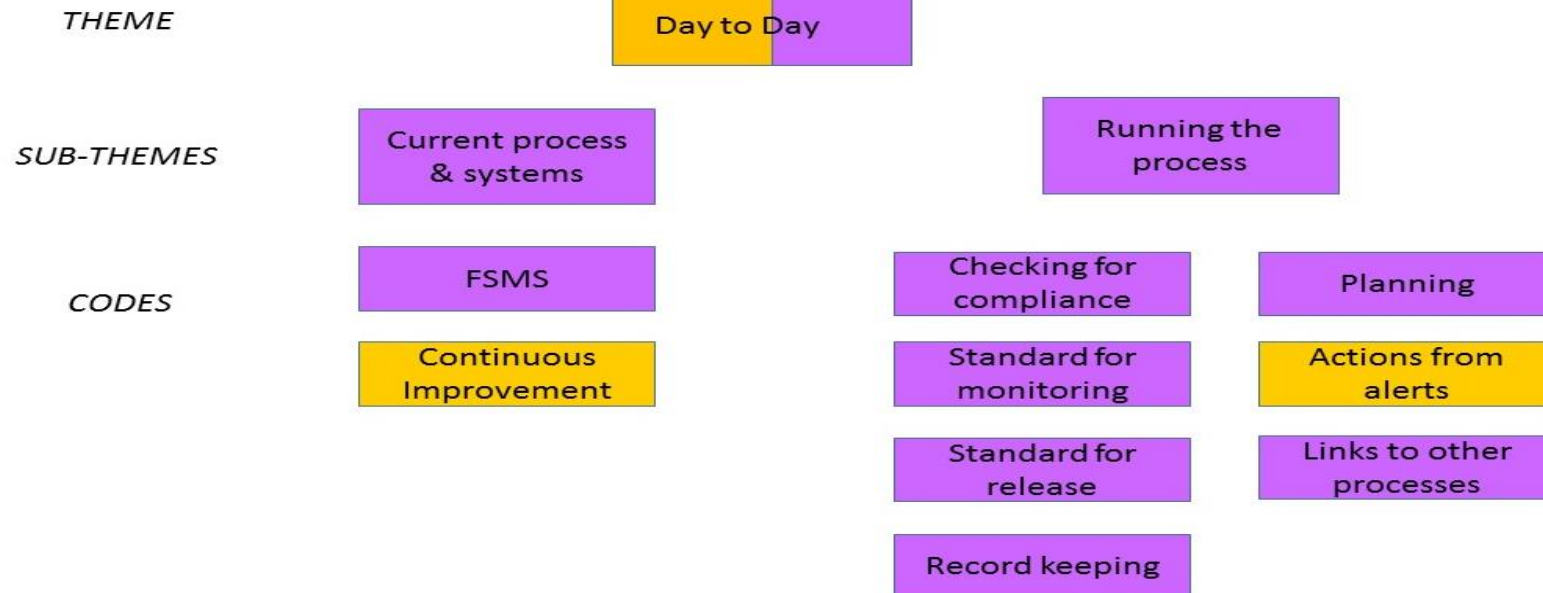 THEME
Day to Day
SUB-THEMES
Current process
& systems
Running the
process
CODES
FSMS
Continuous
Improvement
Checking for
compliance
Standard for
monitoring
Standard for
release
Record keeping
Planning
Actions from
alerts
Links to other
processes